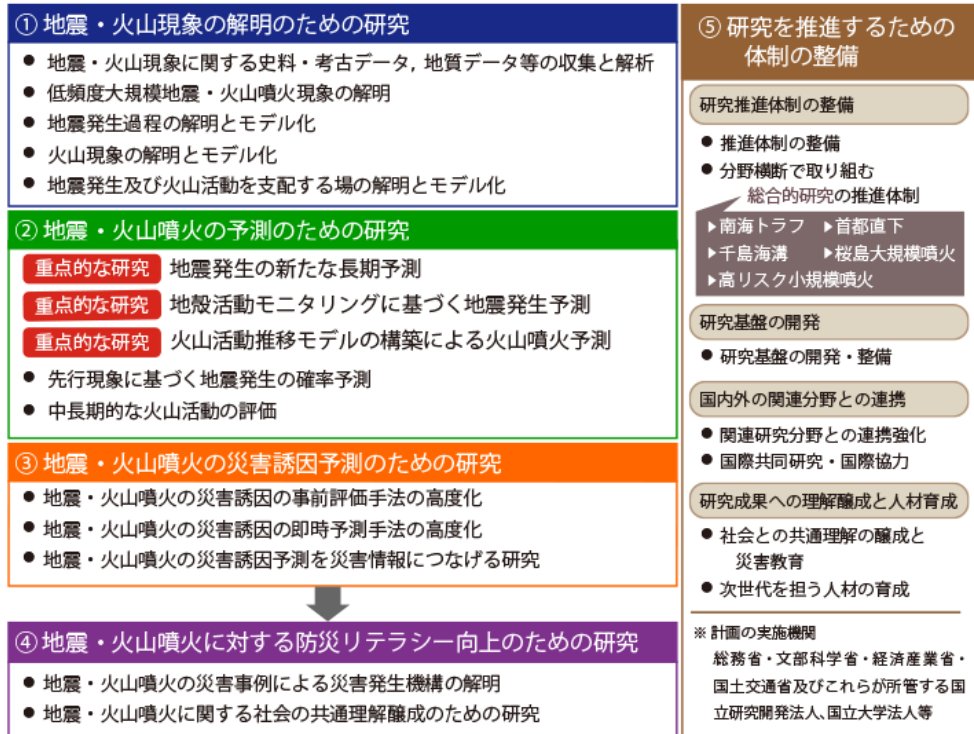 ① 地震・火山現象の解明のための研究
● 地震・火山現象に関する史料・考古データ, 地質データ等の収集と解析
● 低頻度大規模地震・火山噴火現象の解明
● 地震発生過程の解明とモデル化
● 火山現象の解明とモデル化
● 地震発生及び火山活動を支配する場の解明とモデル化
② 地震・火山噴火の予測のための研究
重点的な研究 地震発生の新たな長期予測
重点的な研究 地殻活動モニタリングに基づく地震発生予測
重点的な研究 火山活動推移モデルの構築による火山噴火予測
● 先行現象に基づく地震発生の確率予測
● 中長期的な火山活動の評価
③ 地震・火山噴火の災害誘因予測のための研究
● 地震・火山噴火の災害誘因の事前評価手法の高度化
● 地震・火山噴火の災害誘因の即時予測手法の高度化
● 地震・火山噴火の災害誘因予測を災害情報につなげる研究
④ 地震・火山噴火に対する防災リテラシー向上のための研究
● 地震・火山噴火の災害事例による災害発生機構の解明
● 地震・火山噴火に関する社会の共通理解醸成のための研究
⑤ 研究を推進するための
体制の整備
研究推進体制の整備
● 推進体制の整備
● 分野横断で取り組む
総合的研究の推進体制
▶南海トラフ ▶首都直下
▶千島海溝 ▶桜島大規模噴火
▶高リスク小規模噴火
研究基盤の開発
● 研究基盤の開発・整備
国内外の関連分野との連携
● 関連研究分野との連携強化
● 国際共同研究・国際協力
研究成果への理解醸成と人材育成
● 社会との共通理解の醸成と
災害教育
● 次世代を担う人材の育成
※ 計画の実施機関
総務省・文部科学省・経済産業省・
国土交通省及びこれらが所管する国
立研究開発法人、国立大学法人等